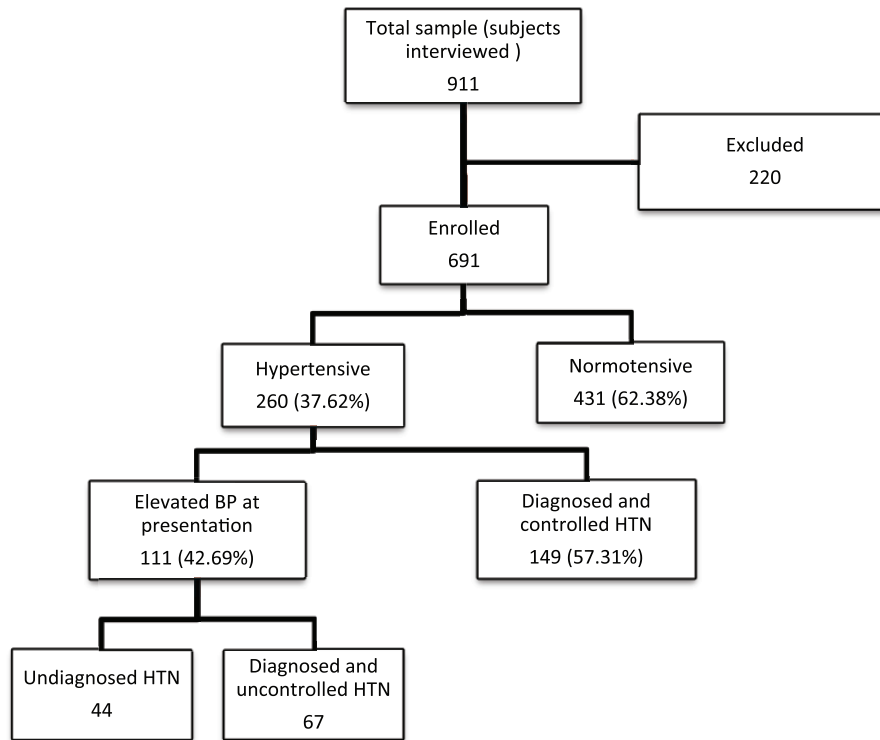 Total sample (subjects
interviewed )
911
Excluded
220
Enrolled
691
Hypertensive
260 (37.62%)
Normotensive
431 (62.38%)
Elevated BP at
presentation
111 (42.69%)
Diagnosed and
controlled HTN
149 (57.31%)
Undiagnosed HTN
44
Diagnosed and
uncontrolled HTN
67